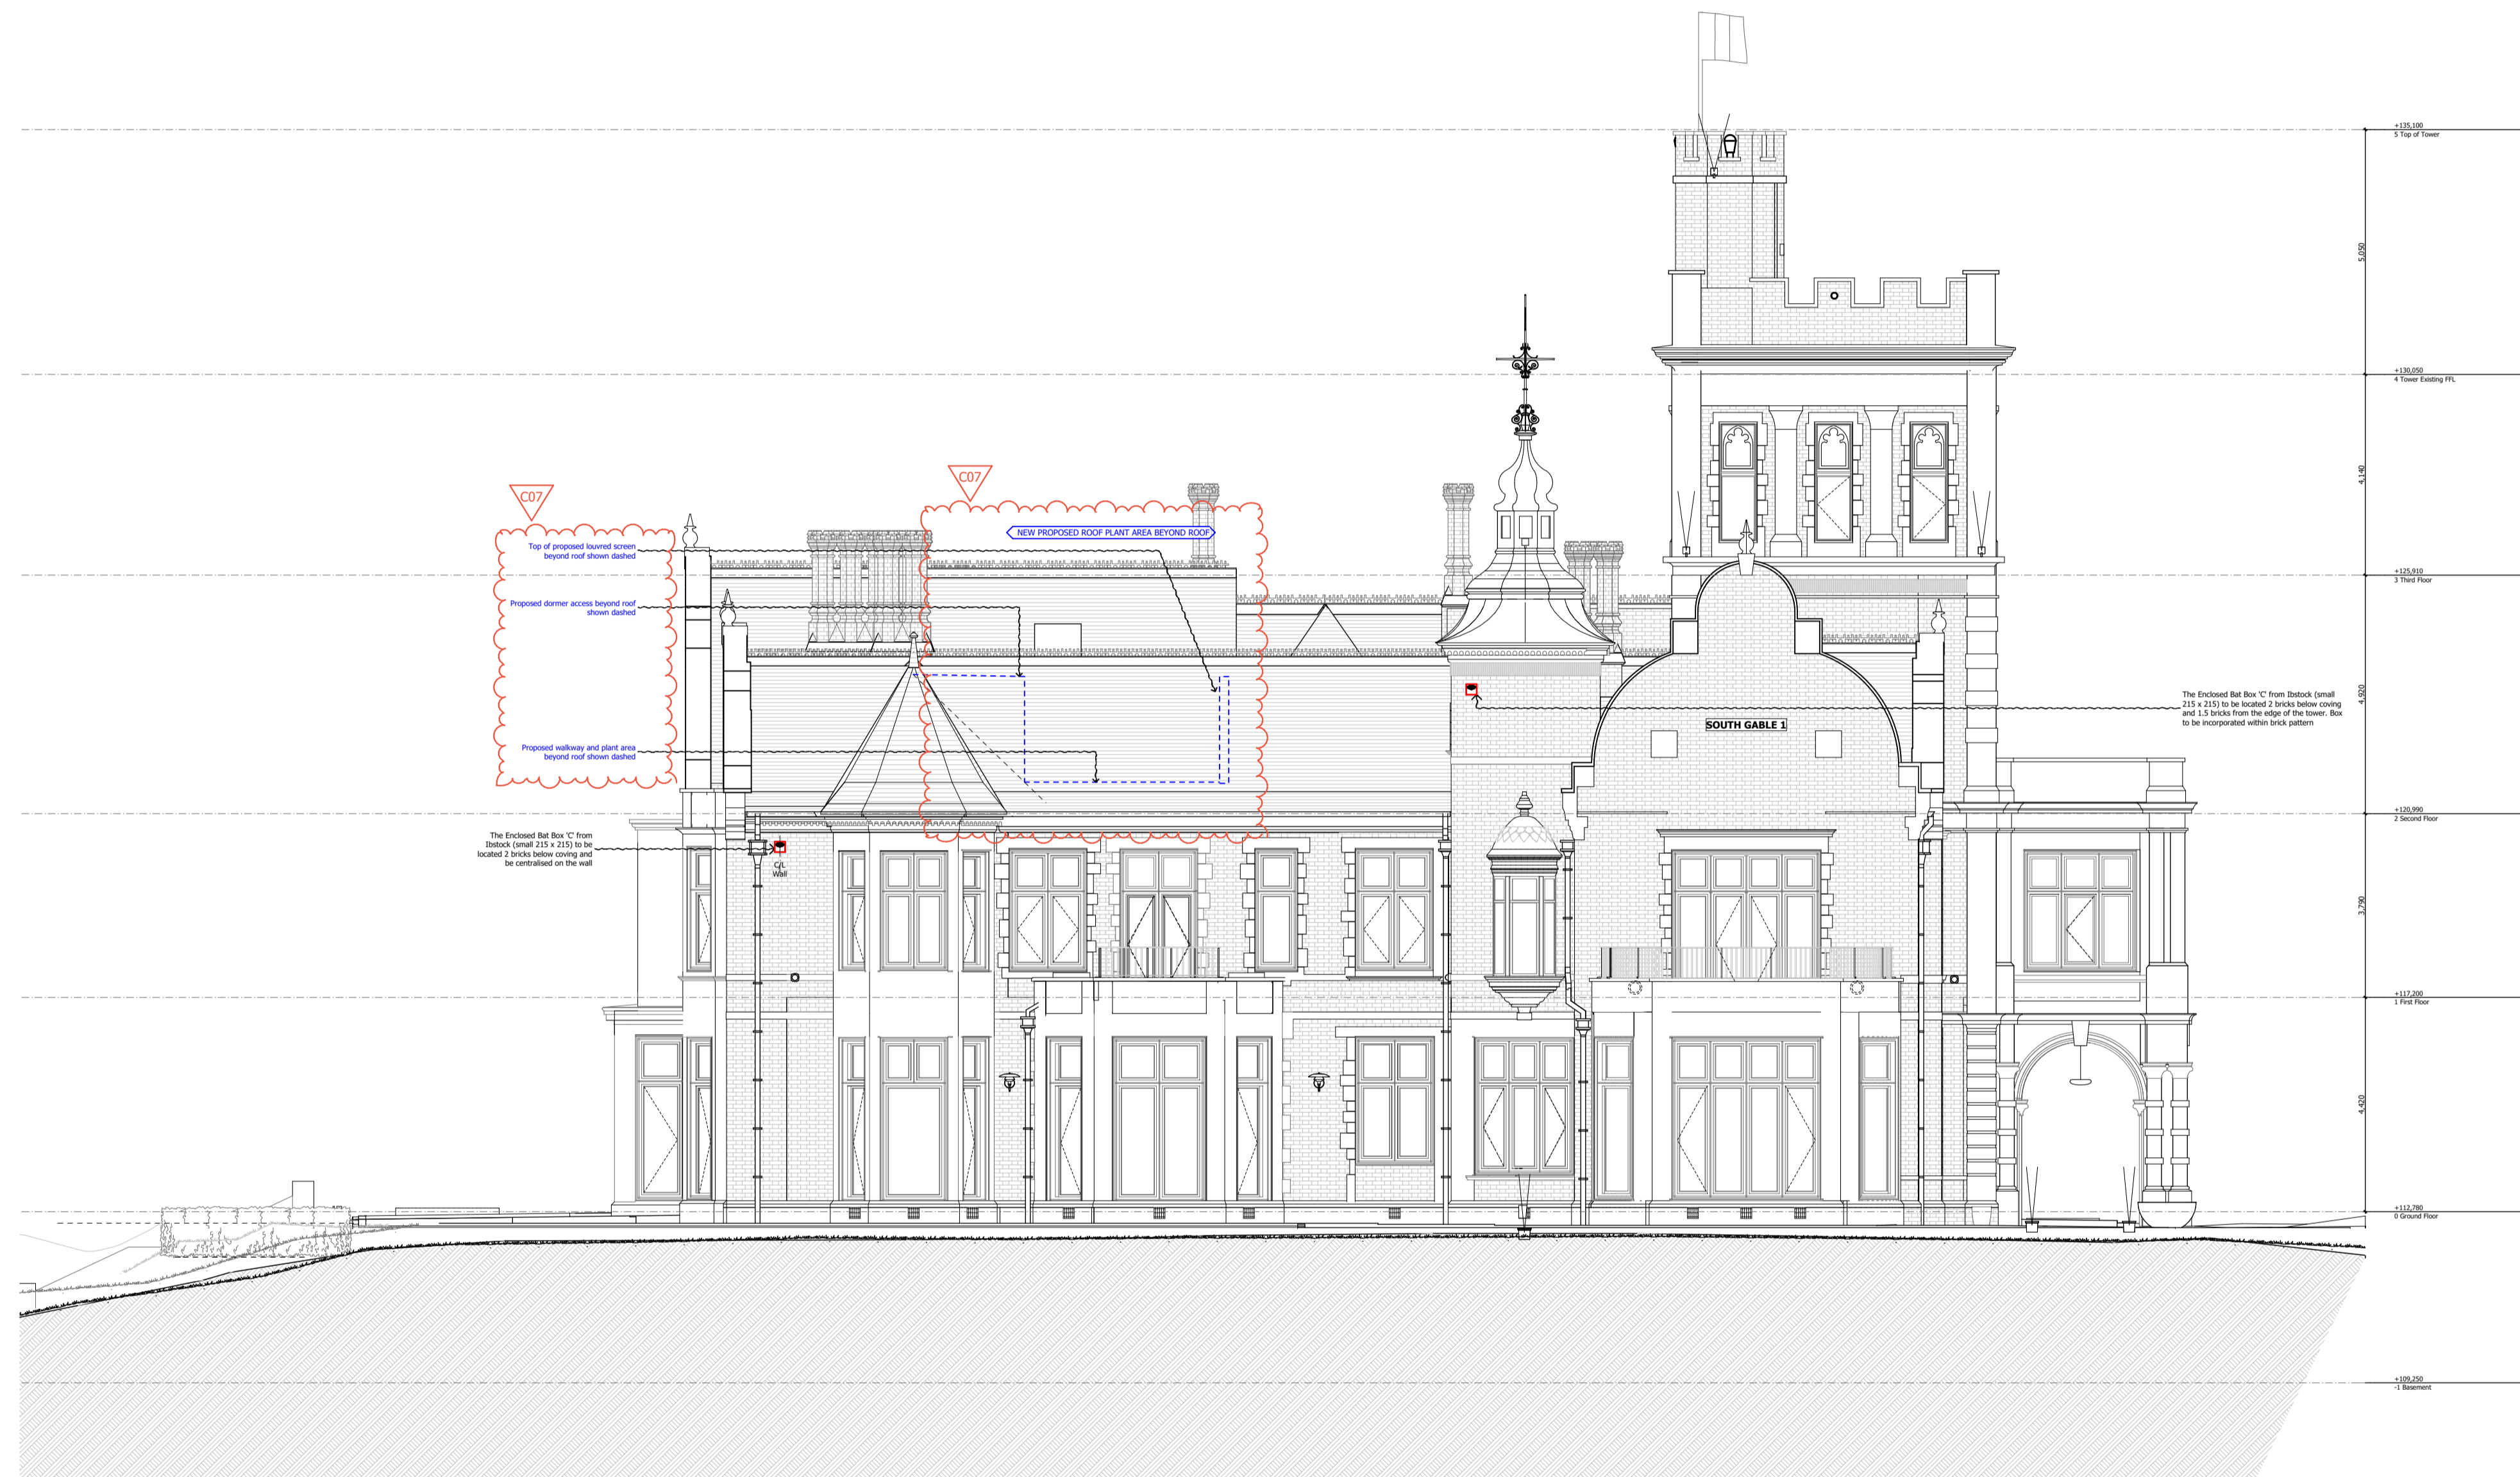 +135,100
5 Top of Tower
5,050
+130,050
4 Tower Existing FFL
4,140
C07
C07
NEW PROPOSED ROOF PLANT AREA BEYOND ROOF
Top of proposed louvred screen
beyond roof shown dashed
+125,910
3 Third Floor
Proposed dormer access beyond roof
shown dashed
4,920
The Enclosed Bat Box 'C' from Ibstock (small
215 x 215) to be located 2 bricks below coving
and 1.5 bricks from the edge of the tower. Box
to be incorporated within brick pattern
SOUTH GABLE 1
Proposed walkway and plant area
beyond roof shown dashed
+120,990
2 Second Floor
The Enclosed Bat Box 'C' from
Ibstock (small 215 x 215) to be
located 2 bricks below coving and
be centralised on the wall
C/L
Wall
3,790
+117,200
1 First Floor
4,420
+112,780
0 Ground Floor
+109,250
-1 Basement